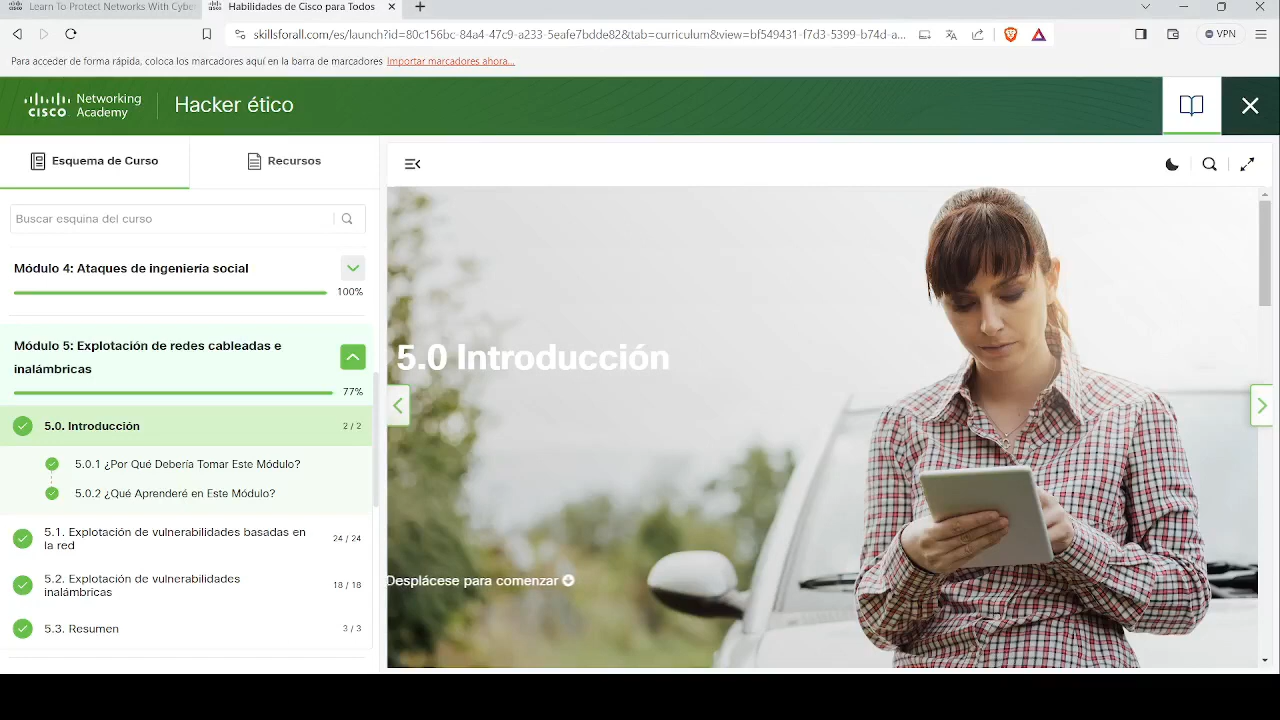 Learn To Protect Networks With Cyber
Habilidades de Cisco para Todos
skillsforall.com/es/launch?id=80c156bc-84a4-47c9-a233-5eafe7bdde82&tab=curriculum&view=bf549431-f7d3-5399-b74d-a...
VPN
Para acceder de forma rápida, coloca los marcadores aquí en la barra de marcadores Importar marcadores ahora...
CISCO Networking Academy
Hacker ético
Esquema de Curso
Recursos
Buscar esquina del curso
Módulo 4: Ataques de ingeniería social
100%
Módulo 5: Explotación de redes cableadas e
inalámbricas
77%
5.0. Introducción 2 / 2
5.0.1 ¿Por Qué Debería Tomar Este Módulo?
5.0.2 ¿Qué Aprenderé en Este Módulo?
5.1. Explotación de vulnerabilidades basadas en
la red 24 / 24
5.2. Explotación de vulnerabilidades
inalámbricas 18 / 18
5.3. Resumen 3 / 3
5.0 Introducción
Desplácese para comenzar